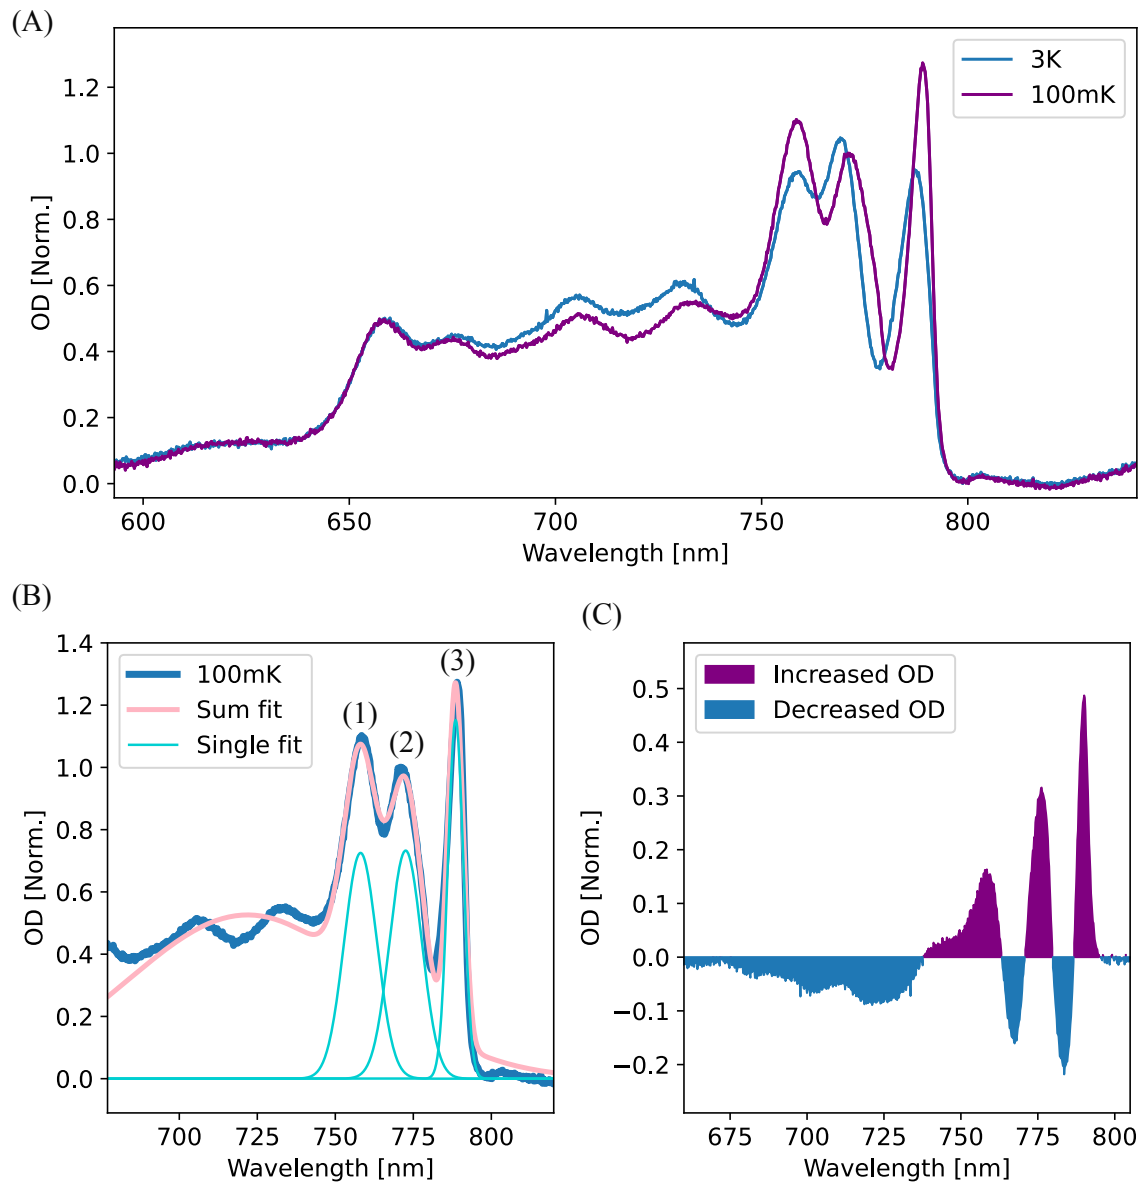 (A)
3K
100mK
1.2
1.0
0.8
0.6
0.4
0.2
0.0
OD [Norm.]
600
650
700
750
800
Wavelength [nm]
(B)
100mK
Sum fit
Single fit
(1)
(2)
(3)
1.4
1.2
1.0
0.8
0.6
0.4
0.2
0.0
OD [Norm.]
700
725
750
775
800
Wavelength [nm]
(C)
Increased OD
Decreased OD
0.5
0.4
0.3
0.2
0.1
0.0
−0.1
−0.2
OD [Norm.]
675
700
725
750
775
800
Wavelength [nm]